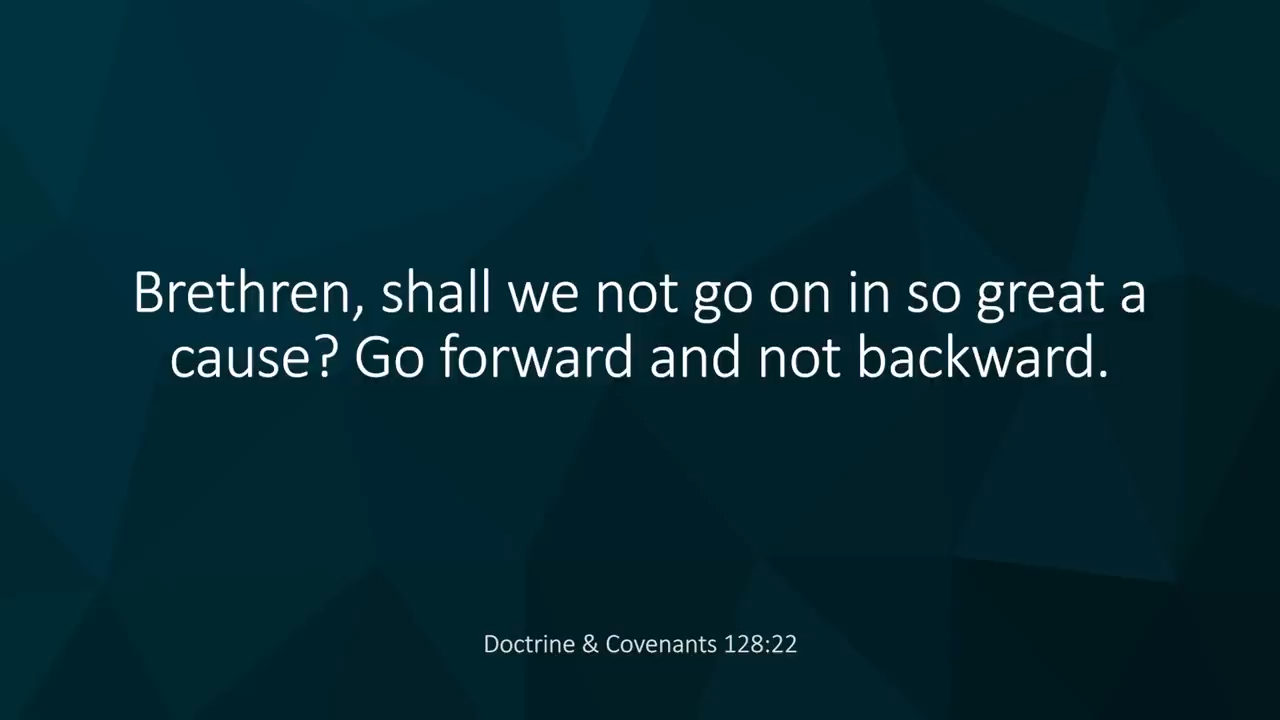 Brethren, shall we not go on in so great a
cause? Go forward and not backward.
Doctrine & Covenants 128:22